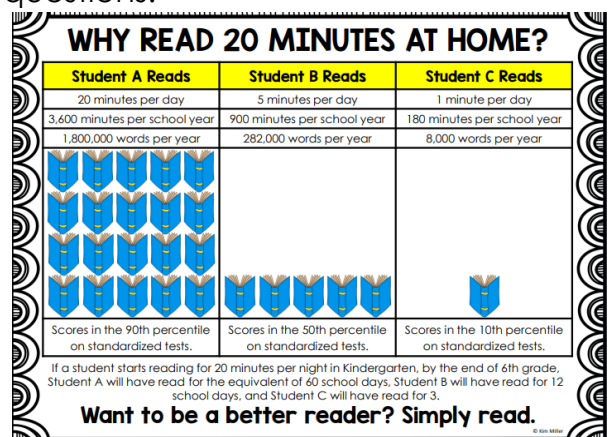 questions.
WHY READ 20 MINUTES AT HOME?
Student A Reads
Student B Reads
Student C Reads
20 minutes per day
5 minutes per day
1 minute per day
3,600 minutes per school year
900 minutes per school year
180 minutes per school year
1,800,000 words per year
282,000 words per year
8,000 words per year
Scores in the 90th percentile
on standardized tests.
Scores in the 50th percentile
on standardized tests.
Scores in the 10th percentile
on standardized tests.
If a student starts reading for 20 minutes per night in Kindergarten, by the end of 6th grade,
Student A will have read for the equivalent of 60 school days, Student B will have read for 12
school days, and Student C will have read for 3.
Want to be a better reader? Simply read.
© Kim Miller